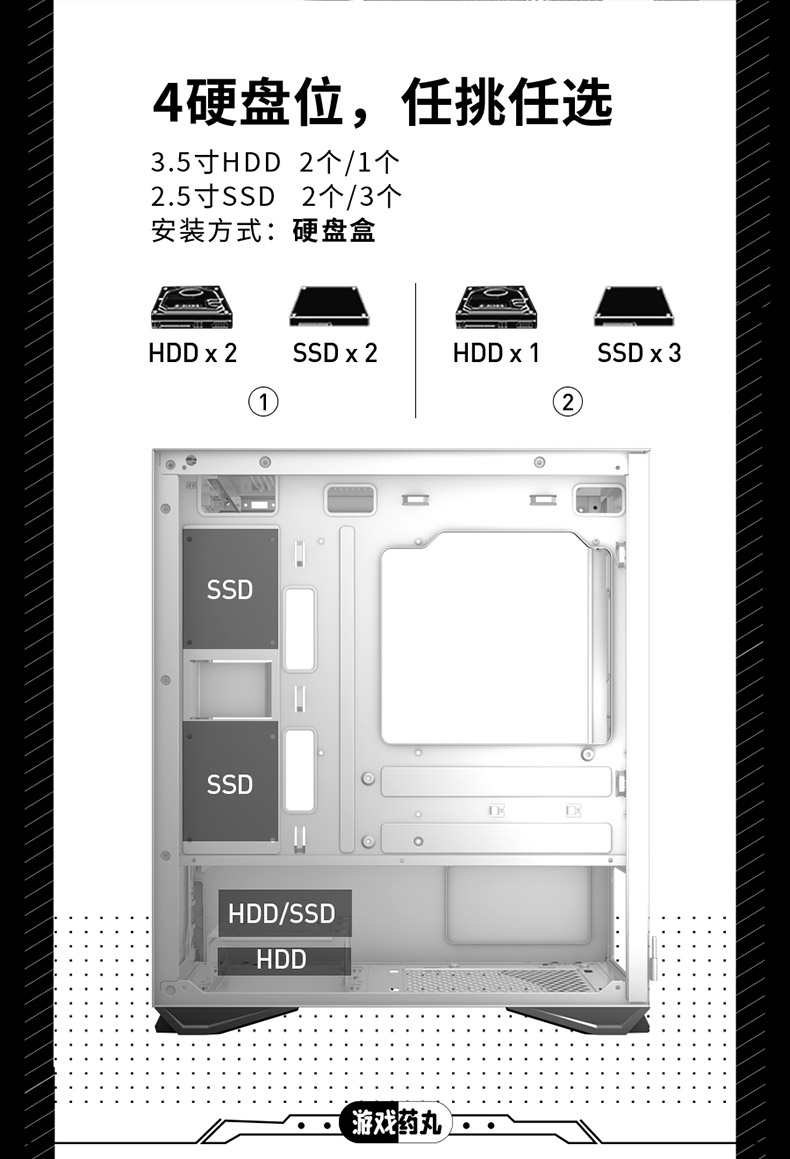 4硬盘位，任挑任选
3.5寸HDD 2个/1个
2.5寸SSD 2个/3个
安装方式：硬盘盒
HDD x 2
SSD x 2
HDD x 1
SSD x 3
①
②
SSD
SSD
HDD/SSD
HDD
游戏药丸